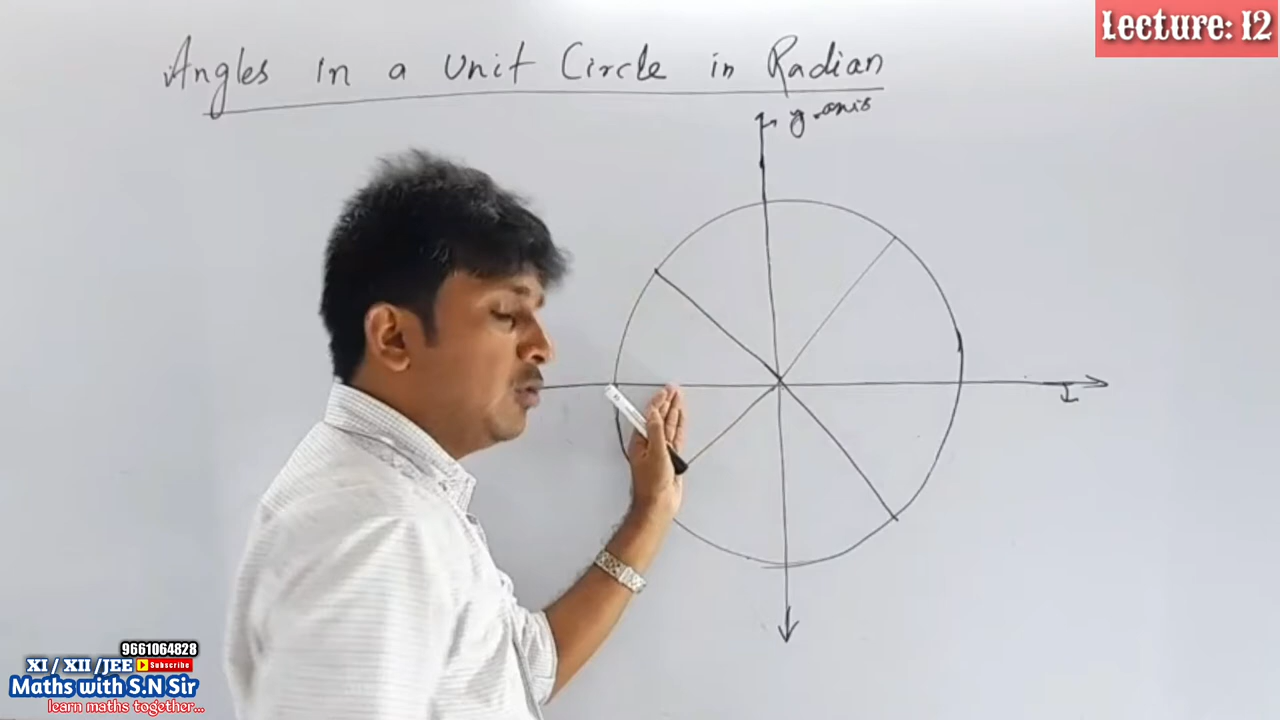 Lecture: 12
Angles in a Unit Circle in Radian
y-axis
9661064828
XI / XII /JEE Subscribe
Maths with S.N Sir
learn maths together...